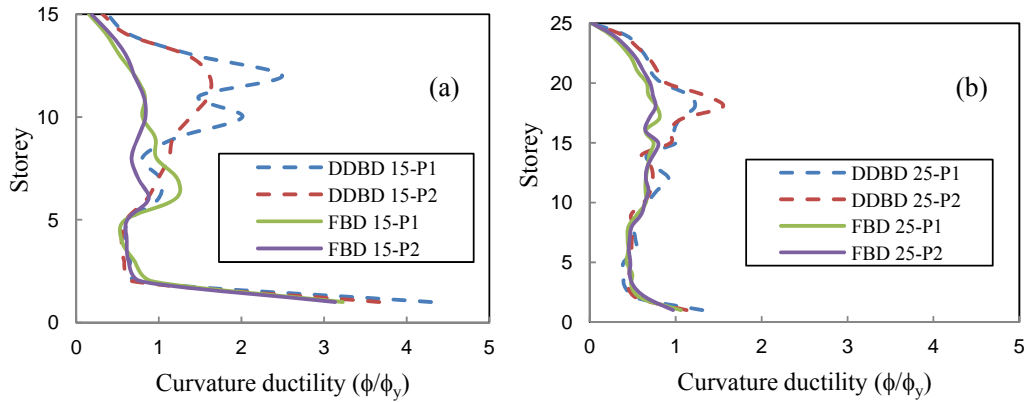 15
10
5
0
Storey
(a)
DDBD 15-P1
DDBD 15-P2
FBD 15-P1
FBD 15-P2
0 1 2 3 4 5
Curvature ductility (ϕ/ϕy)
25
20
15
10
5
0
Storey
(b)
DDBD 25-P1
DDBD 25-P2
FBD 25-P1
FBD 25-P2
0 1 2 3 4 5
Curvature ductility (ϕ/ϕy)